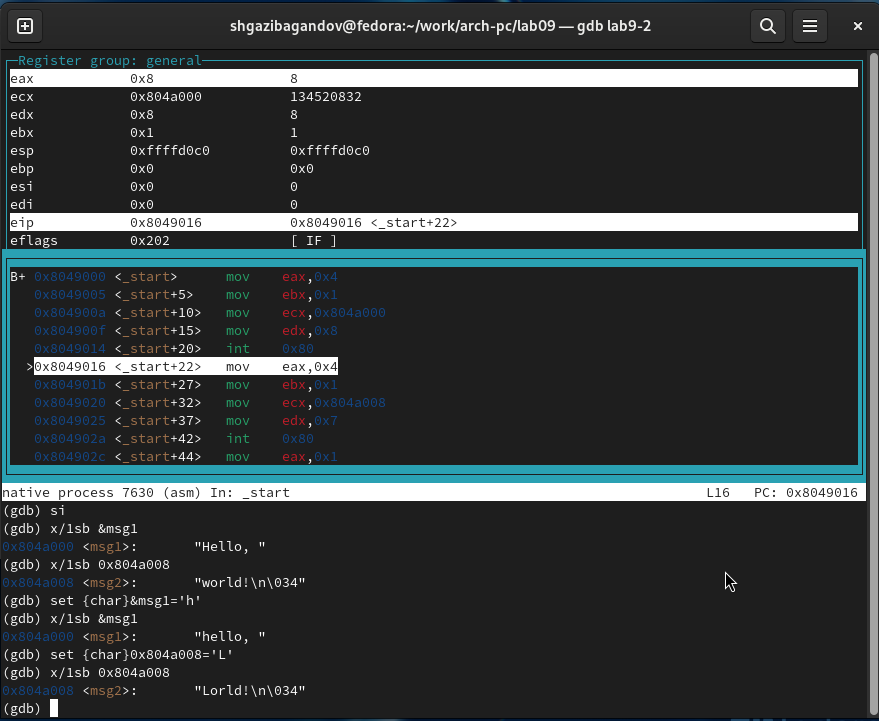 shgazibagandov@fedora:~/work/arch-pc/lab09 — gdb lab9-2
Register group: general
eax 0x8 8
ecx 0x804a000 134520832
edx 0x8 8
ebx 0x1 1
esp 0xffffd0c0 0xffffd0c0
ebp 0x0 0x0
esi 0x0 0
edi 0x0 0
eip 0x8049016 0x8049016 <_start+22>
eflags 0x202 [ IF ]
B+ 0x8049000 <_start> mov eax,0x4
0x8049005 <_start+5> mov ebx,0x1
0x804900a <_start+10> mov ecx,0x804a000
0x804900f <_start+15> mov edx,0x8
0x8049014 <_start+20> int 0x80
>0x8049016 <_start+22> mov eax,0x4
0x804901b <_start+27> mov ebx,0x1
0x8049020 <_start+32> mov ecx,0x804a008
0x8049025 <_start+37> mov edx,0x7
0x804902a <_start+42> int 0x80
0x804902c <_start+44> mov eax,0x1
native process 7630 (asm) In: _start L16 PC: 0x8049016
(gdb) si
(gdb) x/1sb &msg1
0x804a000 <msg1>: "Hello, "
(gdb) x/1sb 0x804a008
0x804a008 <msg2>: "world!\n\034"
(gdb) set {char}&msg1='h'
(gdb) x/1sb &msg1
0x804a000 <msg1>: "hello, "
(gdb) set {char}0x804a008='L'
(gdb) x/1sb 0x804a008
0x804a008 <msg2>: "Lorld!\n\034"
(gdb)